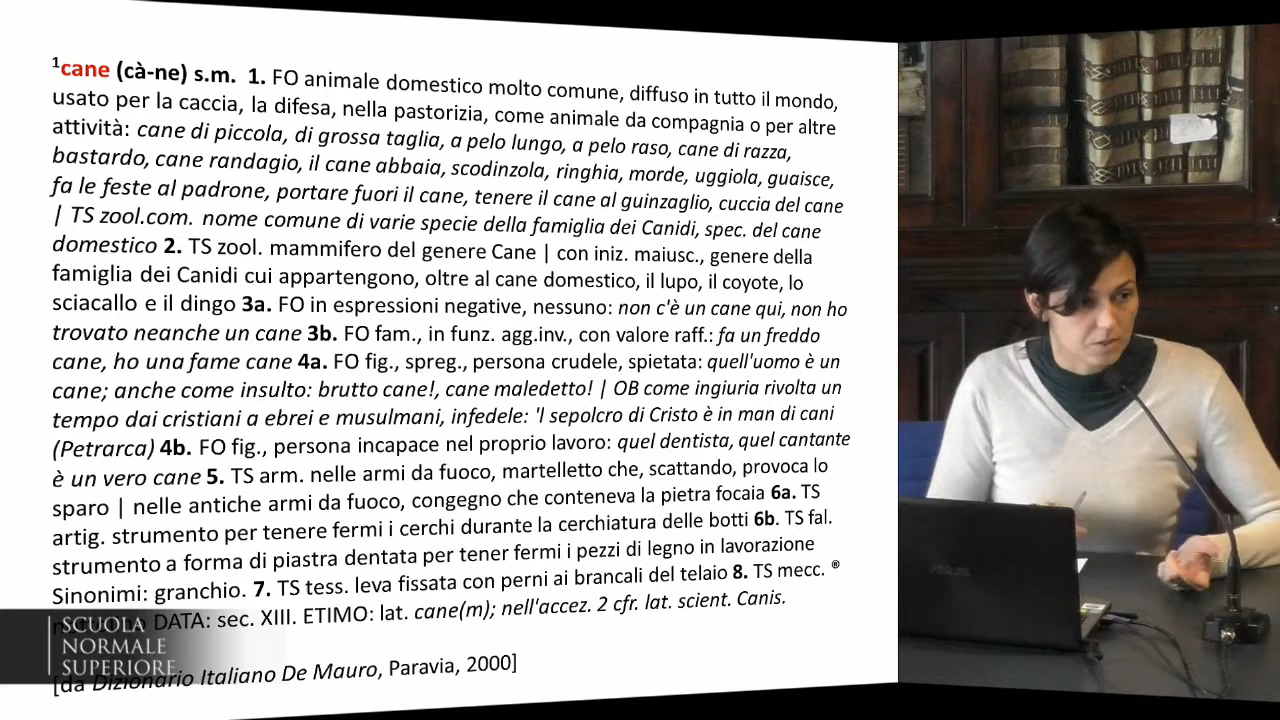 ¹cane (cà-ne) s.m. 1. FO animale domestico molto comune, diffuso in tutto il mondo,
usato per la caccia, la difesa, nella pastorizia, come animale da compagnia o per altre
attività: cane di piccola, di grossa taglia, a pelo lungo, a pelo raso, cane di razza,
bastardo, cane randagio, il cane abbaia, scodinzola, ringhia, morde, uggiola, guaisce,
fa le feste al padrone, portare fuori il cane, tenere il cane al guinzaglio, cuccia del cane
| TS zool.com. nome comune di varie specie della famiglia dei Canidi, spec. del cane
domestico 2. TS zool. mammifero del genere Cane | con iniz. maiusc., genere della
famiglia dei Canidi cui appartengono, oltre al cane domestico, il lupo, il coyote, lo
sciacallo e il dingo 3a. FO in espressioni negative, nessuno: non c'è un cane qui, non ho
trovato neanche un cane 3b. FO fam., in funz. agg.inv., con valore raff.: fa un freddo
cane, ho una fame cane 4a. FO fig., spreg., persona crudele, spietata: quell'uomo è un
cane; anche come insulto: brutto cane!, cane maledetto! | OB come ingiuria rivolta un
tempo dai cristiani a ebrei e musulmani, infedele: 'l sepolcro di Cristo è in man di cani
(Petrarca) 4b. FO fig., persona incapace nel proprio lavoro: quel dentista, quel cantante
è un vero cane 5. TS arm. nelle armi da fuoco, martelletto che, scattando, provoca lo
sparo | nelle antiche armi da fuoco, congegno che conteneva la pietra focaia 6a. TS
artig. strumento per tenere fermi i cerchi durante la cerchiatura delle botti 6b. TS fal.
strumento a forma di piastra dentata per tener fermi i pezzi di legno in lavorazione
Sinonimi: granchio. 7. TS tess. leva fissata con perni ai brancali del telaio 8. TS mecc. ®
DATA: sec. XIII. ETIMO: lat. cane(m); nell'accez. 2 cfr. lat. scient. Canis.
SCUOLA
NORMALE
SUPERIORE
[da Dizionario Italiano De Mauro, Paravia, 2000]